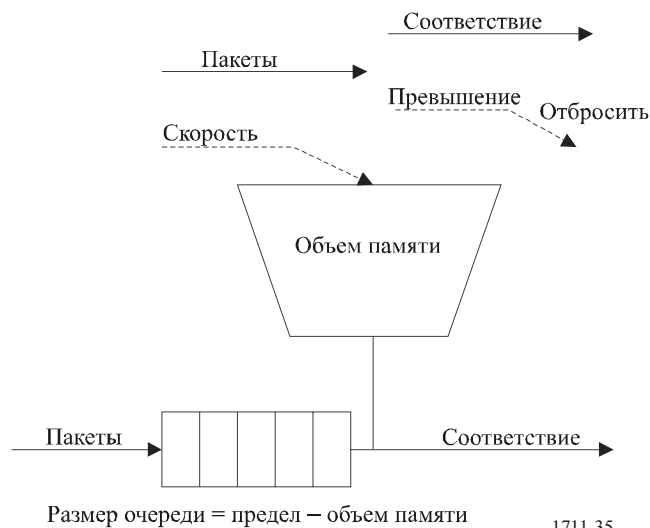 Соответствие
Пакеты
Превышение
Отбросить
Скорость
Объем памяти
Пакеты
Соответствие
Размер очереди = предел – объем памяти
1711 35